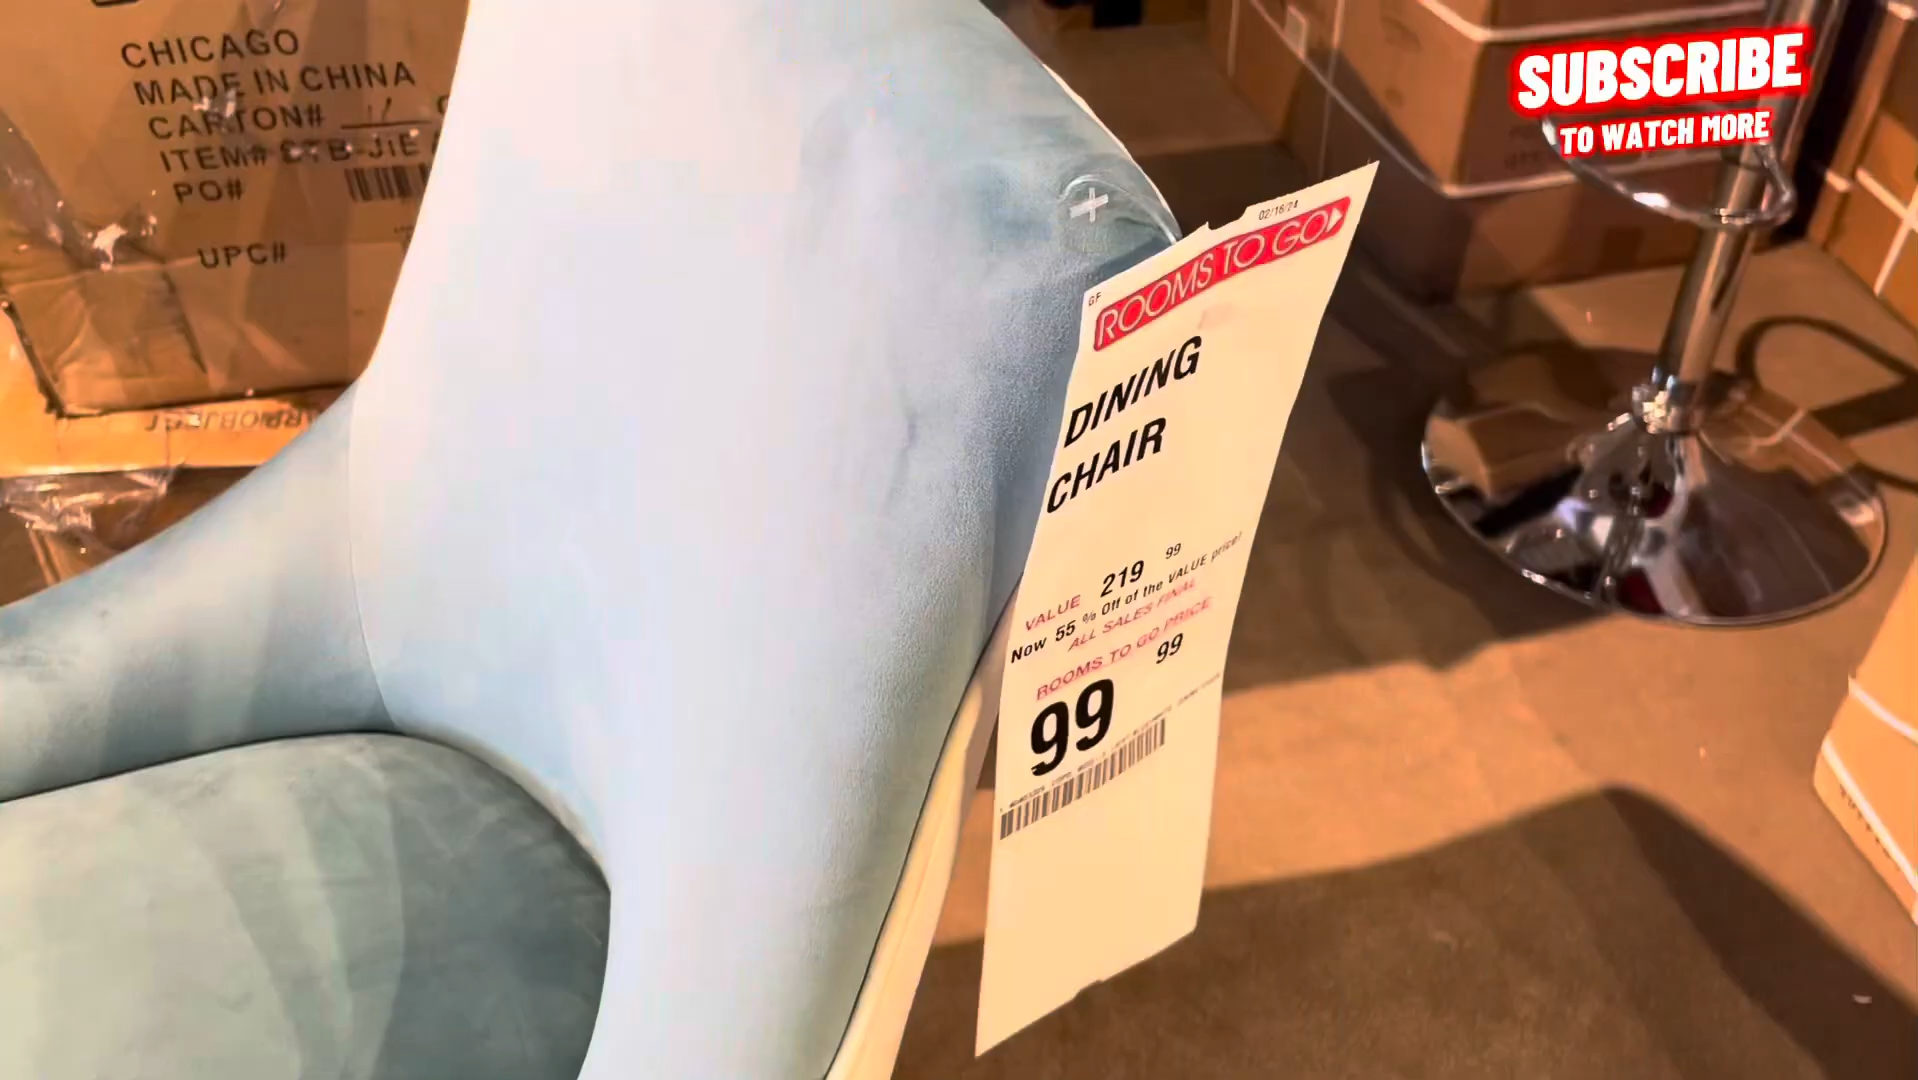 CHICAGO
MADE IN CHINA
CARTON#
ITEM#
PO#
UPC#
SUBSCRIBE
TO WATCH MORE
02/16/24
GF
ROOMS TO GO
DINING
CHAIR
VALUE 219 99
Now 55 % Off of the VALUE price!
ALL SALES FINAL
ROOMS TO GO PRICE
99 99